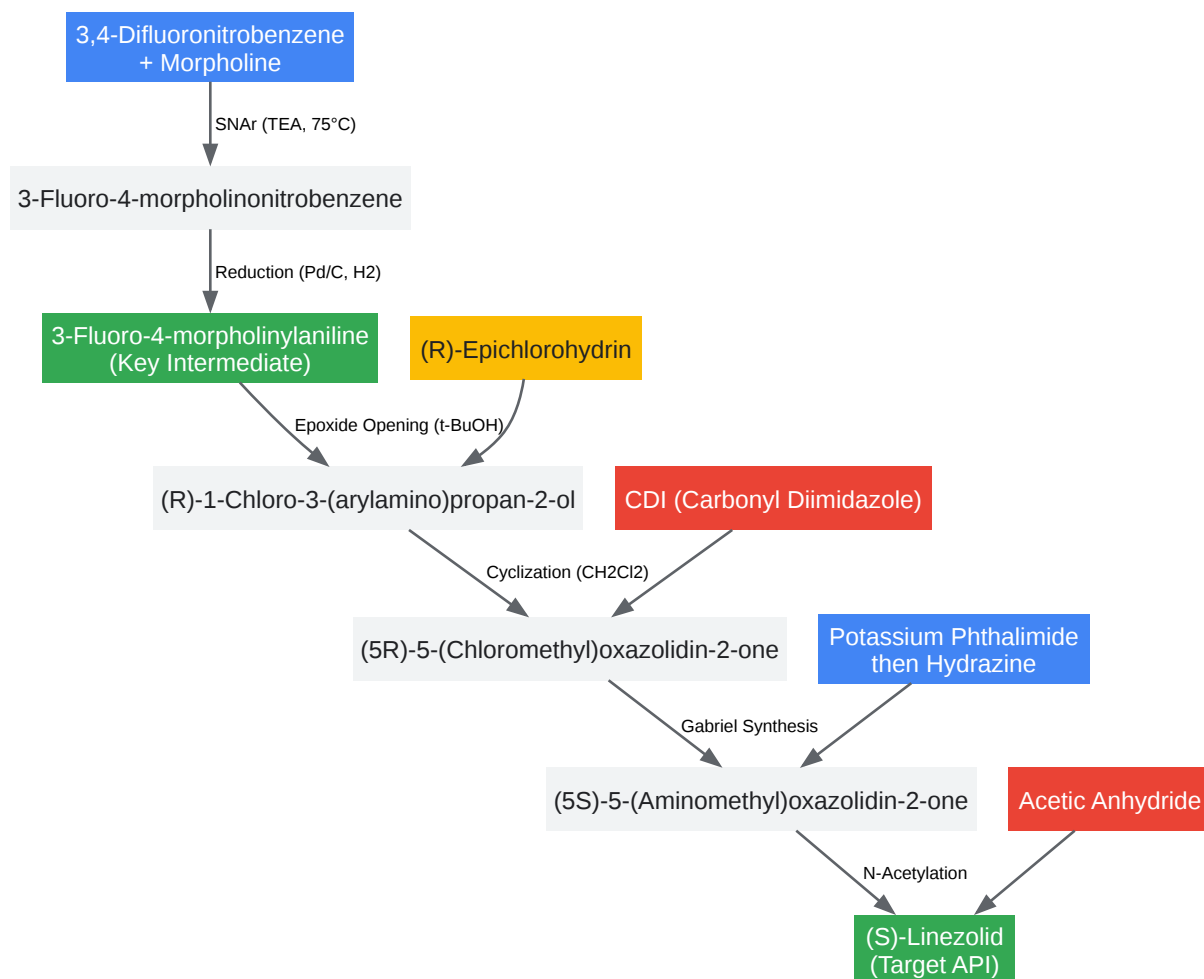 3,4-Difluoronitrobenzene
+ Morpholine
SNAr (TEA, 75°C)
3-Fluoro-4-morpholinonitrobenzene
Reduction (Pd/C, H2)
3-Fluoro-4-morpholinylaniline
(Key Intermediate)
(R)-Epichlorohydrin
Epoxide Opening (t-BuOH)
(R)-1-Chloro-3-(arylamino)propan-2-ol
CDI (Carbonyl Diimidazole)
Cyclization (CH2Cl2)
(5R)-5-(Chloromethyl)oxazolidin-2-one
Potassium Phthalimide
then Hydrazine
Gabriel Synthesis
(5S)-5-(Aminomethyl)oxazolidin-2-one
Acetic Anhydride
N-Acetylation
(S)-Linezolid
(Target API)